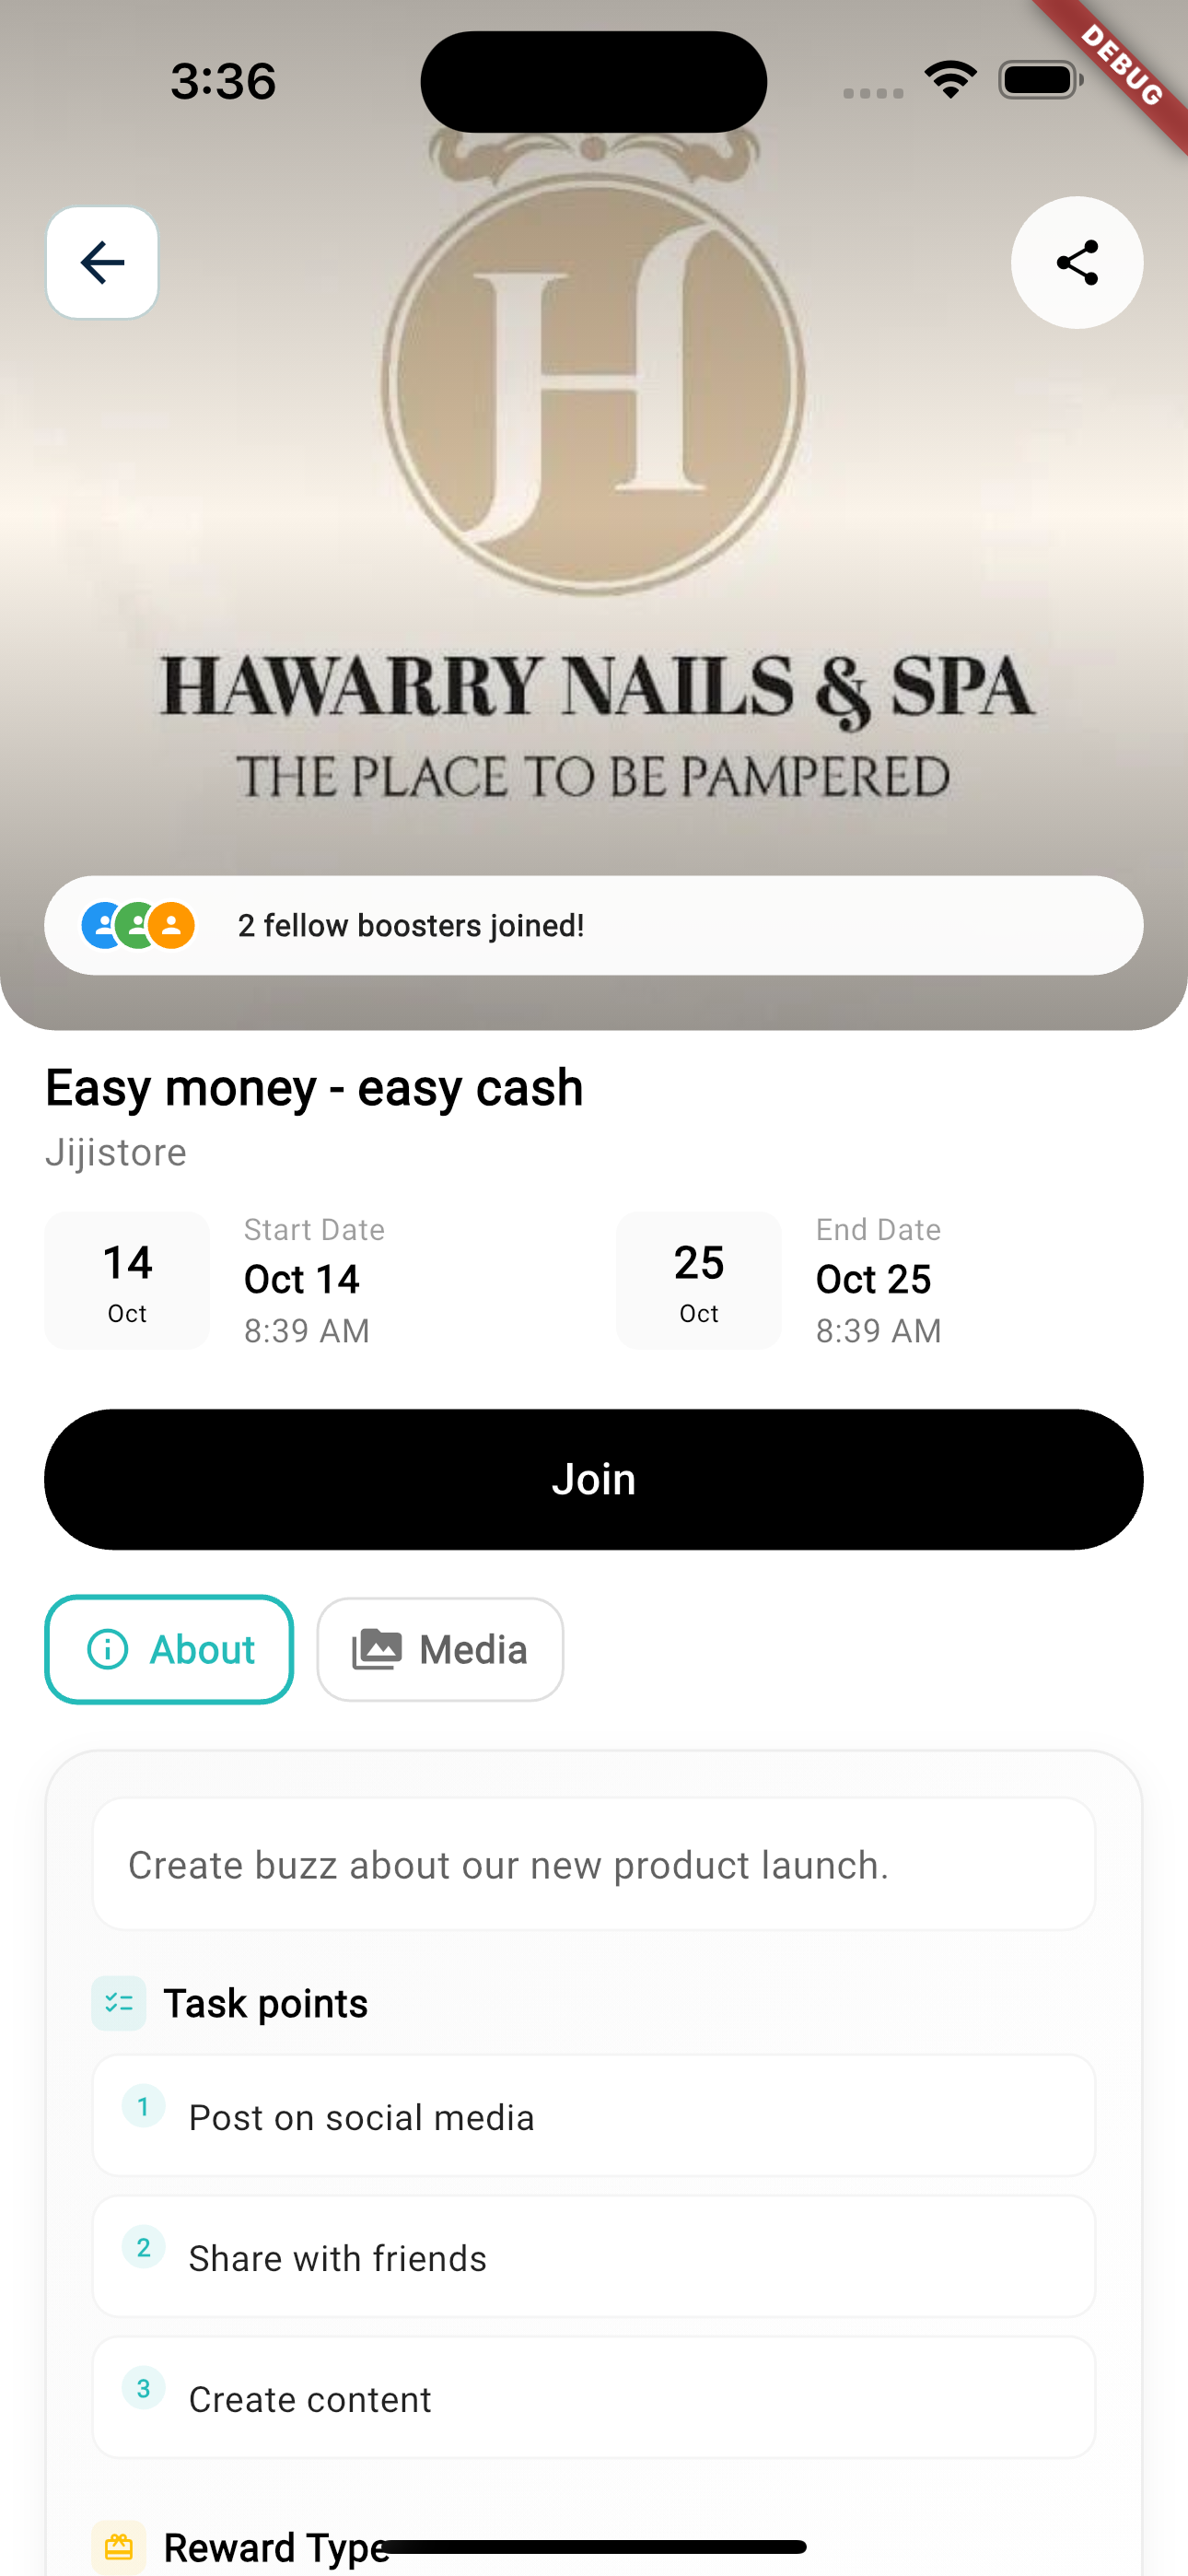 3:36
DEBUG
H
HAWARRY NAILS & SPA
THE PLACE TO BE PAMPERED
2 fellow boosters joined!
Easy money - easy cash
Jijistore
14
Oct
Start Date
Oct 14
8:39 AM
25
Oct
End Date
Oct 25
8:39 AM
Join
About
Media
Create buzz about our new product launch.
Task points
1 Post on social media
2 Share with friends
3 Create content
Reward Type